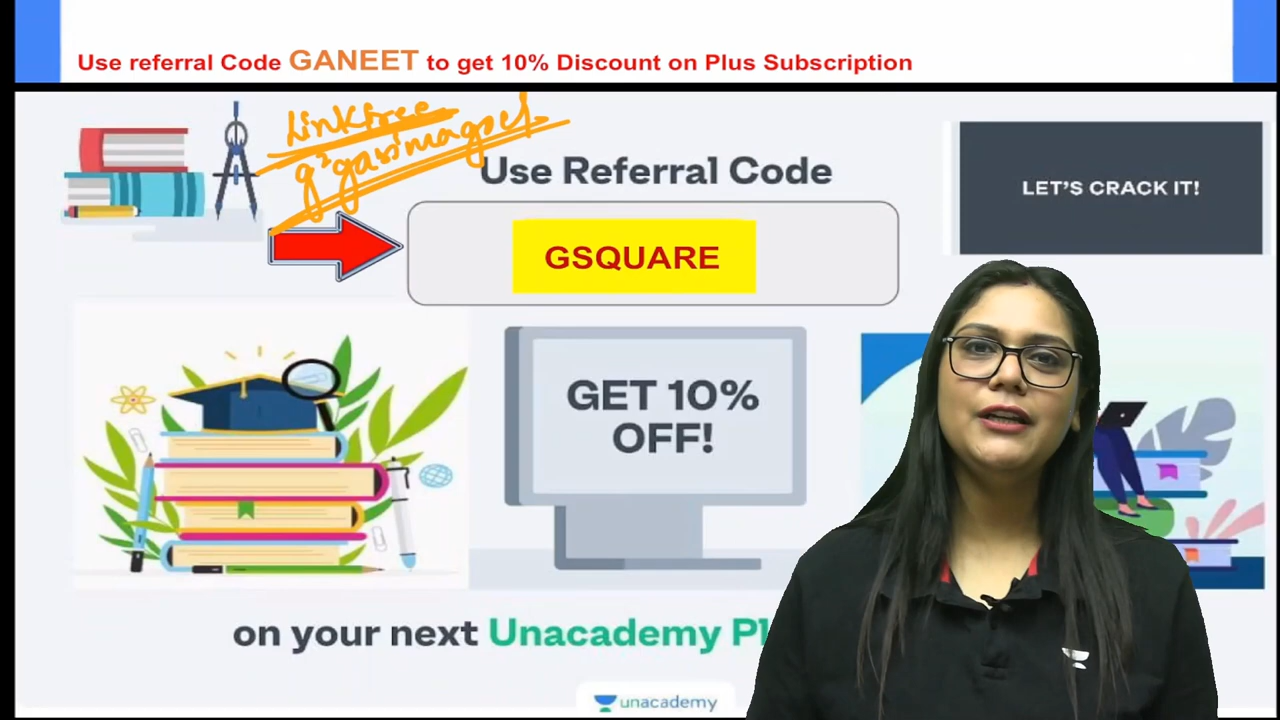 Use referral Code GANEET to get 10% Discount on Plus Subscription
Linktree
Use Referral Code
LET'S CRACK IT!
GSQUARE
GET 10%
OFF!
on your next Unacademy Pl
unacademy